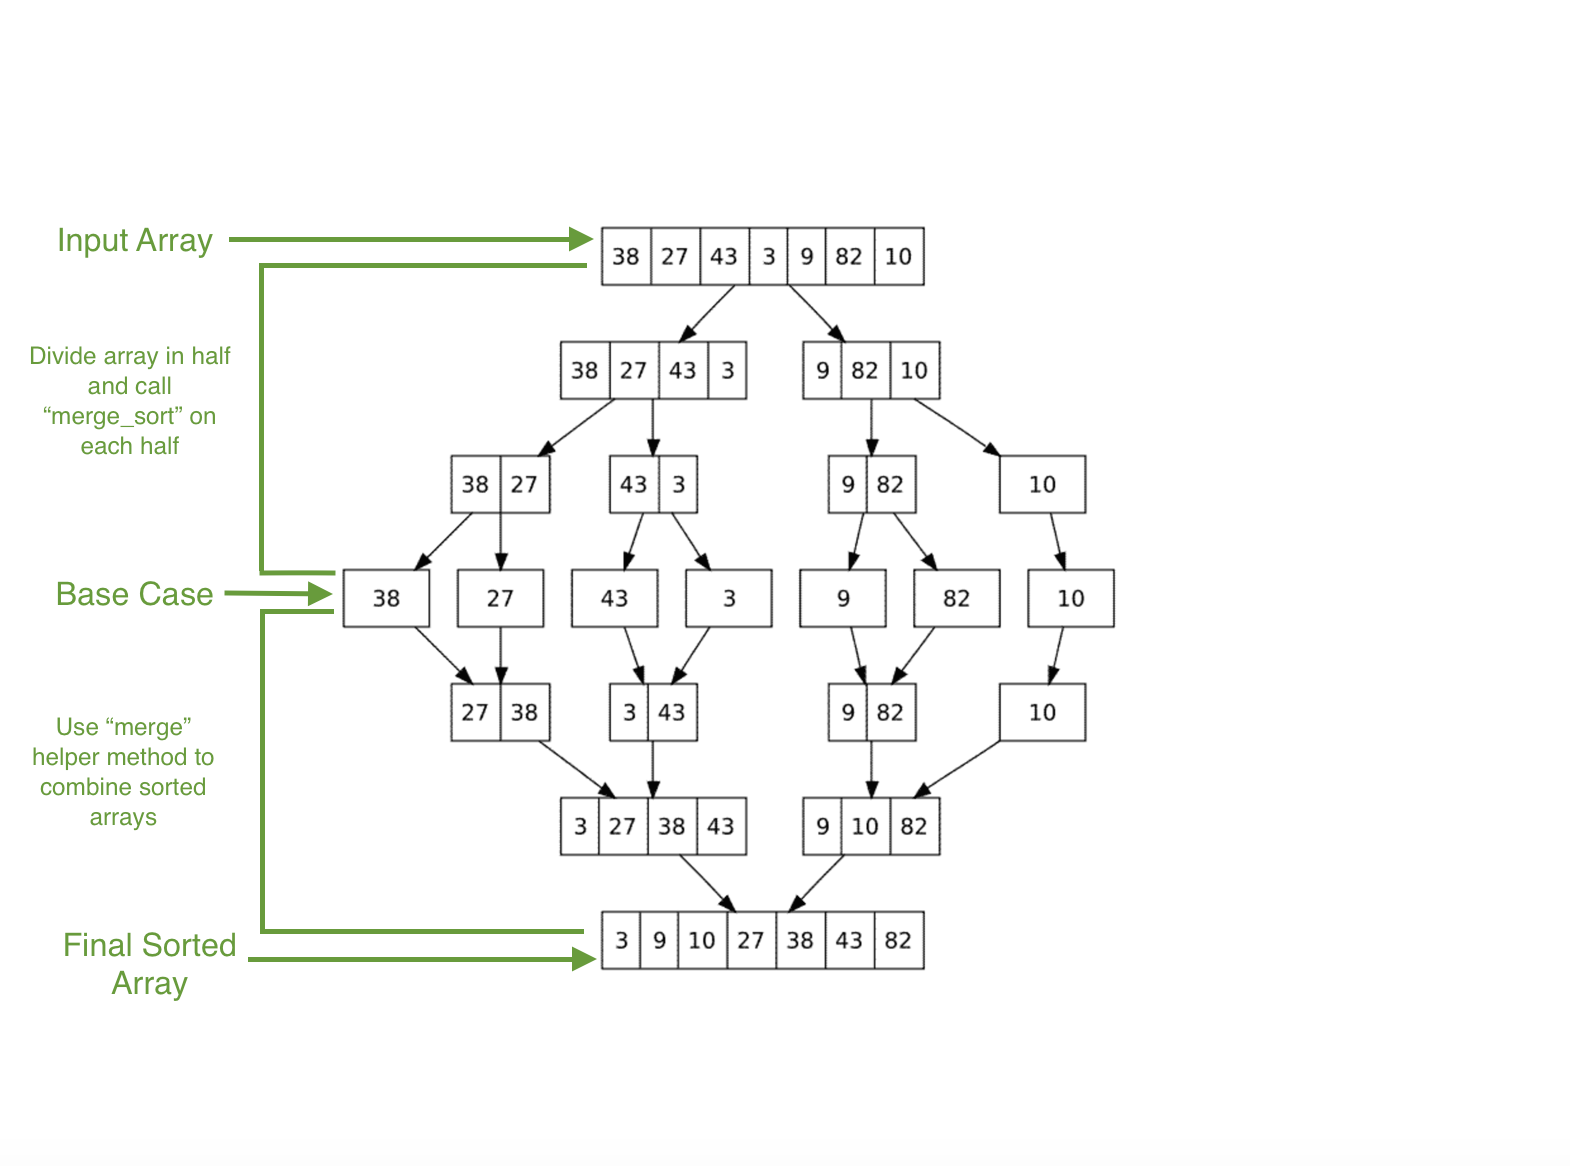 Input Array
38 27 43 3 9 82 10
Divide array in half
and call
“merge_sort” on
each half
38 27 43 3
9 82 10
38 27
43 3
9 82
10
Base Case
38
27
43
3
9
82
10
Use “merge”
helper method to
combine sorted
arrays
27 38
3 43
9 82
10
3 27 38 43
9 10 82
Final Sorted
Array
3 9 10 27 38 43 82